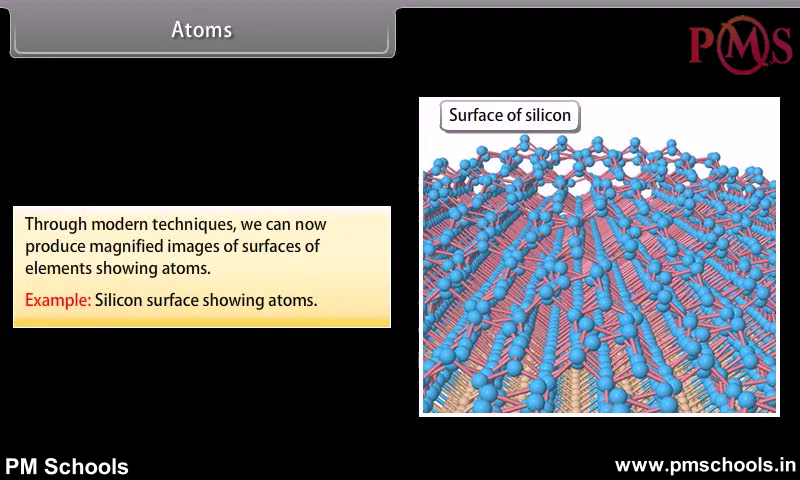 Atoms
PMS
Surface of silicon
Through modern techniques, we can now
produce magnified images of surfaces of
elements showing atoms.
Example: Silicon surface showing atoms.
PM Schools
www.pmschools.in